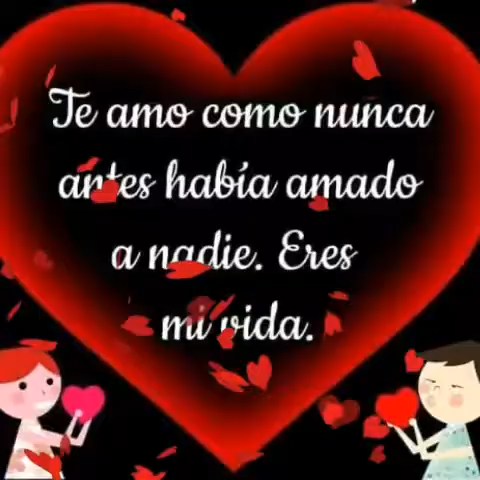 Te amo como nunca
antes había amado
a nadie. Eres
mi vida.